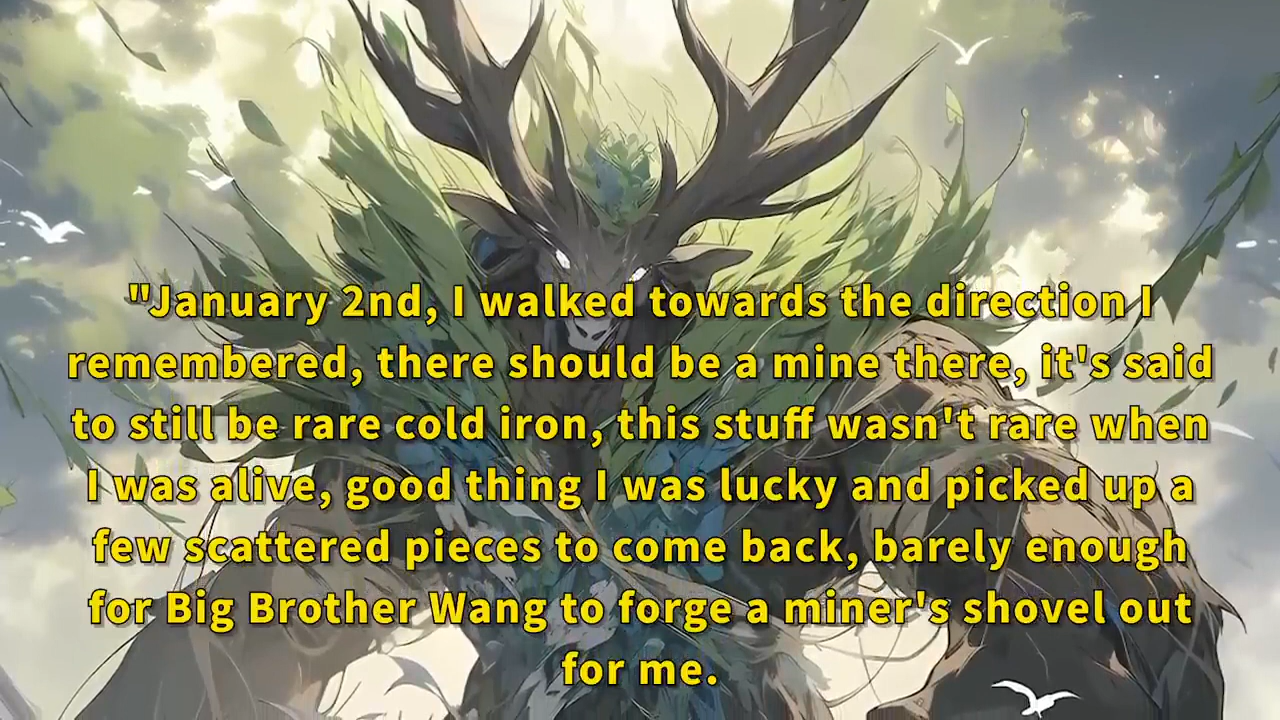 "January 2nd, I walked towards the direction I
remembered, there should be a mine there, it's said
to still be rare cold iron, this stuff wasn't rare when
I was alive, good thing I was lucky and picked up a
few scattered pieces to come back, barely enough
for Big Brother Wang to forge a miner's shovel out
for me.